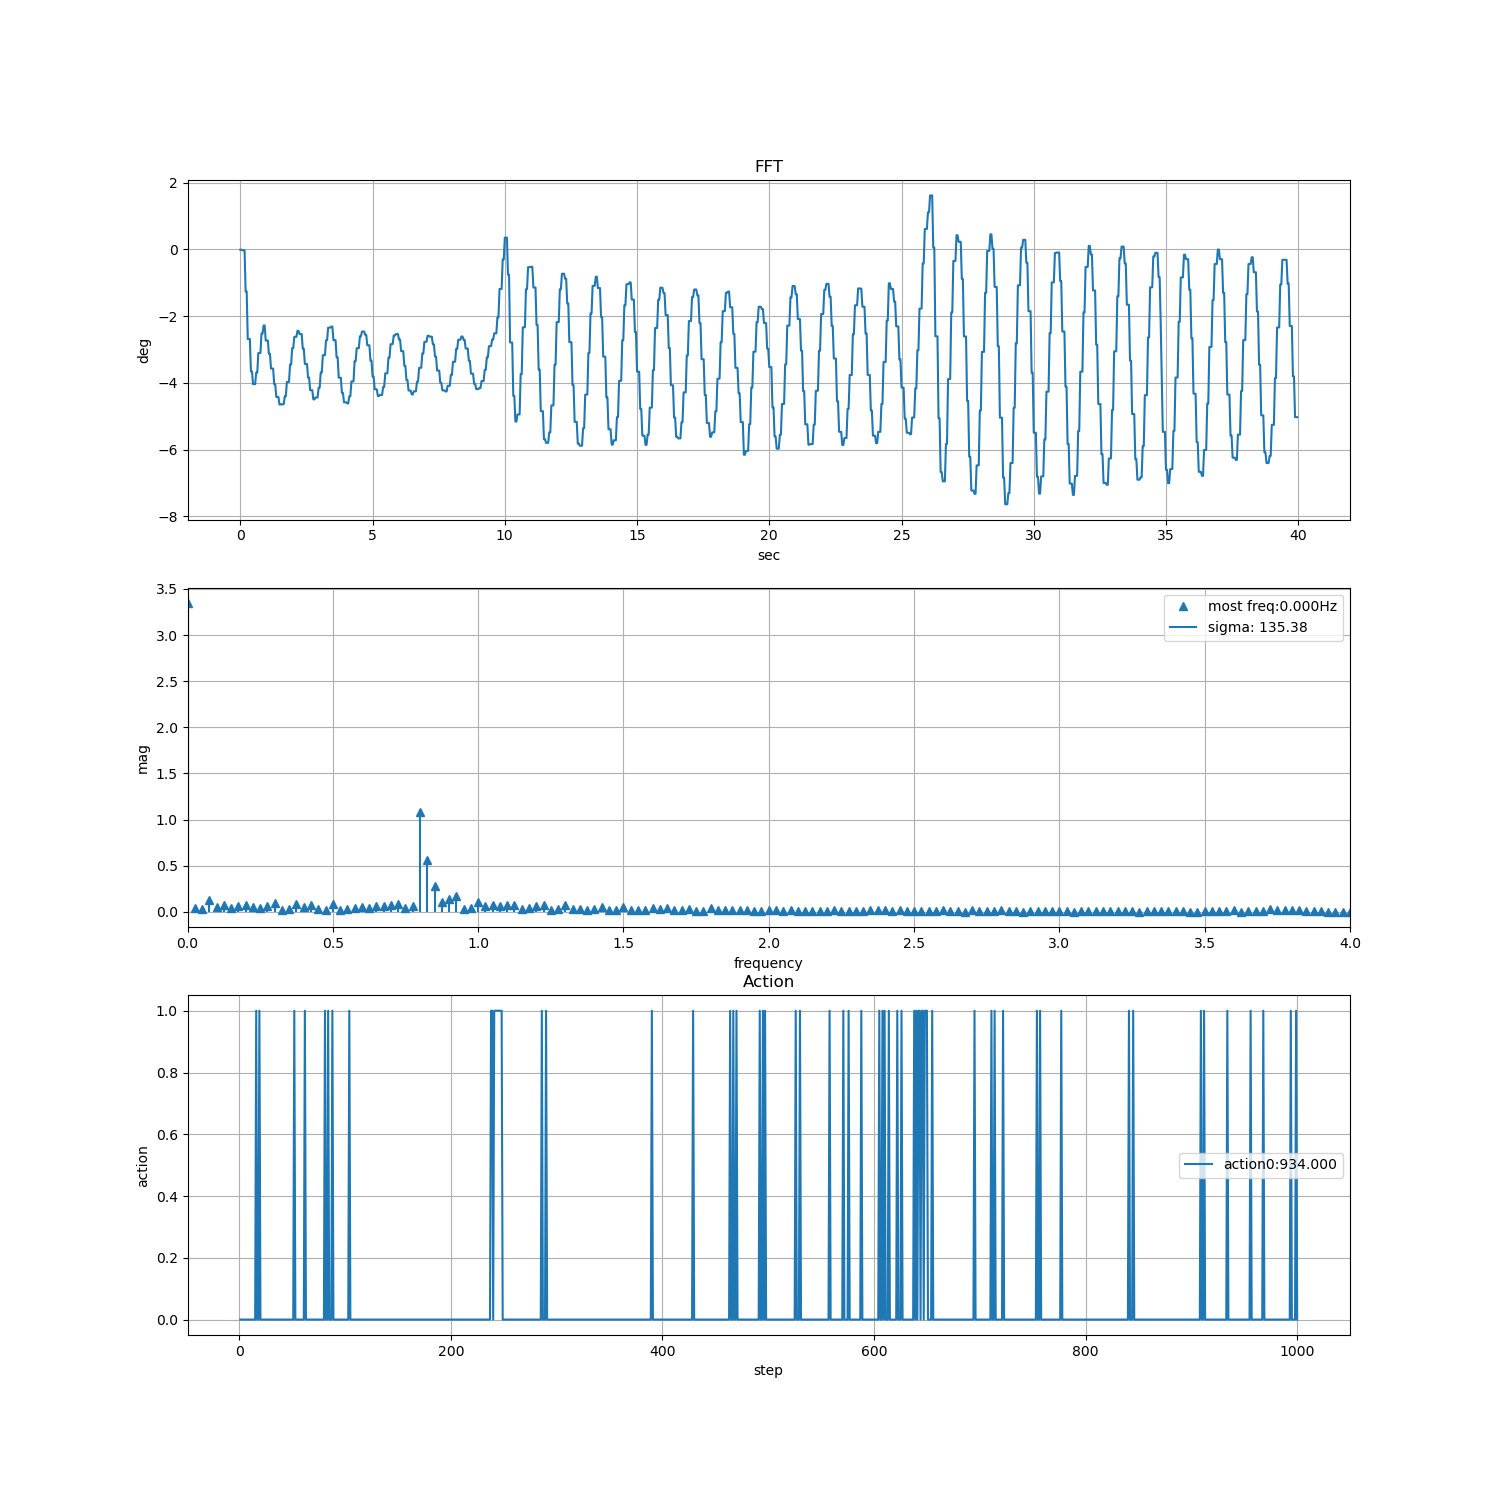 FFT
2
0
−2
−4
−6
−8
deg
0 5 10 15 20 25 30 35 40
sec
3.5
3.0
2.5
2.0
1.5
1.0
0.5
0.0
mag
most freq:0.000Hz
sigma: 135.38
0.0 0.5 1.0 1.5 2.0 2.5 3.0 3.5 4.0
frequency
Action
1.0
0.8
0.6
0.4
0.2
0.0
action
action0:934.000
0 200 400 600 800 1000
step